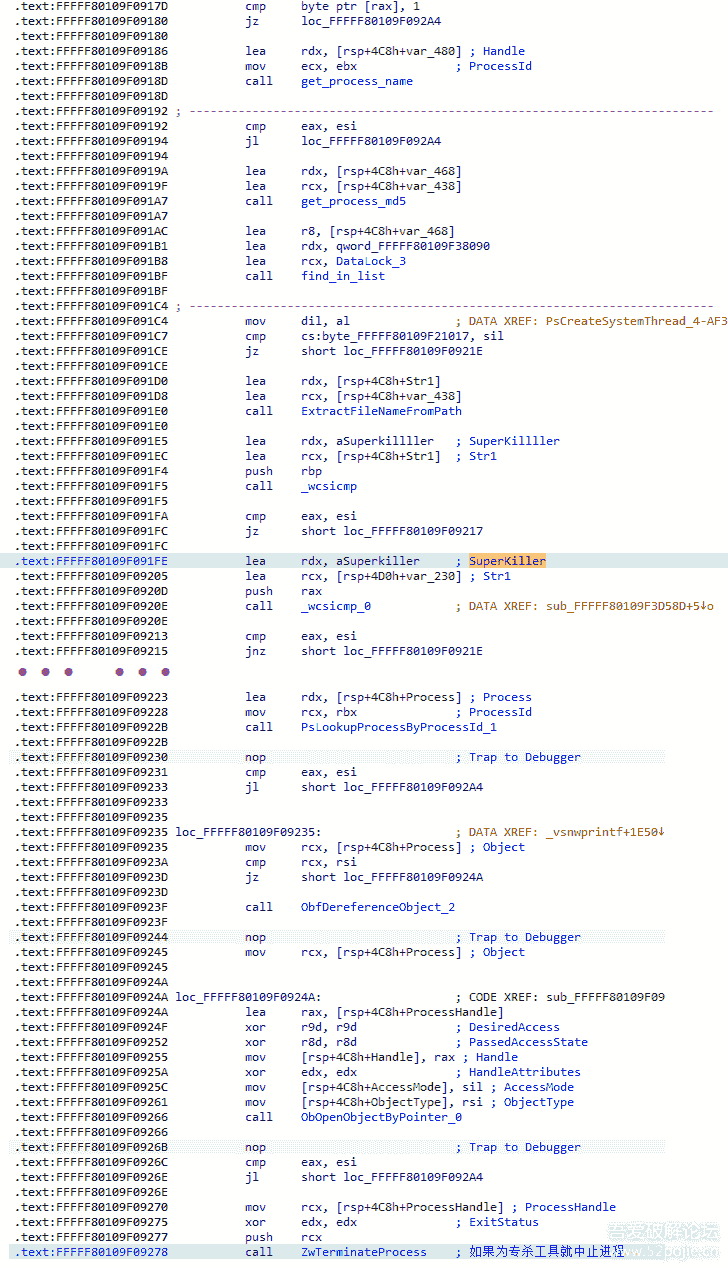 .text:FFFFF80109F0917D cmp byte ptr [rax], 1
.text:FFFFF80109F09180 jz loc_FFFFF80109F092A4
.text:FFFFF80109F09180
.text:FFFFF80109F09186 lea rdx, [rsp+4C8h+var_480] ; Handle
.text:FFFFF80109F0918B mov ecx, ebx ; ProcessId
.text:FFFFF80109F0918D call get_process_name
.text:FFFFF80109F0918D
.text:FFFFF80109F09192 ; ---------------------------------------------------------------------------
.text:FFFFF80109F09192 cmp eax, esi
.text:FFFFF80109F09194 jl loc_FFFFF80109F092A4
.text:FFFFF80109F09194
.text:FFFFF80109F0919A lea rdx, [rsp+4C8h+var_468]
.text:FFFFF80109F0919F lea rcx, [rsp+4C8h+var_438]
.text:FFFFF80109F091A7 call get_process_md5
.text:FFFFF80109F091A7
.text:FFFFF80109F091AC lea r8, [rsp+4C8h+var_468]
.text:FFFFF80109F091B1 lea rdx, qword_FFFFF80109F38090
.text:FFFFF80109F091B8 lea rcx, DataLock_3
.text:FFFFF80109F091BF call find_in_list
.text:FFFFF80109F091BF
.text:FFFFF80109F091C4 ; ---------------------------------------------------------------------------
.text:FFFFF80109F091C4 mov dil, al ; DATA XREF: PsCreateSystemThread_4-AF3
.text:FFFFF80109F091C7 cmp cs:byte_FFFFF80109F21017, sil
.text:FFFFF80109F091CE jz short loc_FFFFF80109F0921E
.text:FFFFF80109F091CE
.text:FFFFF80109F091D0 lea rdx, [rsp+4C8h+Str1]
.text:FFFFF80109F091D8 lea rcx, [rsp+4C8h+var_438]
.text:FFFFF80109F091E0 call ExtractFileNameFromPath
.text:FFFFF80109F091E0
.text:FFFFF80109F091E5 lea rdx, aSuperkillller ; SuperKillller
.text:FFFFF80109F091EC lea rcx, [rsp+4C8h+Str1] ; Str1
.text:FFFFF80109F091F4 push rbp
.text:FFFFF80109F091F5 call _wcsicmp
.text:FFFFF80109F091F5
.text:FFFFF80109F091FA cmp eax, esi
.text:FFFFF80109F091FC jz short loc_FFFFF80109F09217
.text:FFFFF80109F091FC
.text:FFFFF80109F091FE lea rdx, aSuperkiller ; SuperKiller
.text:FFFFF80109F09205 lea rcx, [rsp+4D0h+var_230] ; Str1
.text:FFFFF80109F0920D push rax
.text:FFFFF80109F0920E call _wcsicmp_0 ; DATA XREF: sub_FFFFF80109F3D58D+5↓o
.text:FFFFF80109F0920E
.text:FFFFF80109F09213 cmp eax, esi
.text:FFFFF80109F09215 jnz short loc_FFFFF80109F0921E
.text:FFFFF80109F09223 lea rdx, [rsp+4C8h+Process] ; Process
.text:FFFFF80109F09228 mov rcx, rbx ; ProcessId
.text:FFFFF80109F0922B call PsLookupProcessByProcessId_1
.text:FFFFF80109F0922B
.text:FFFFF80109F09230 nop ; Trap to Debugger
.text:FFFFF80109F09231 cmp eax, esi
.text:FFFFF80109F09233 jl short loc_FFFFF80109F092A4
.text:FFFFF80109F09233
.text:FFFFF80109F09235
.text:FFFFF80109F09235 loc_FFFFF80109F09235: ; DATA XREF: _vsnwprintf+1E50↓
.text:FFFFF80109F09235 mov rcx, [rsp+4C8h+Process] ; Object
.text:FFFFF80109F0923A cmp rcx, rsi
.text:FFFFF80109F0923D jz short loc_FFFFF80109F0924A
.text:FFFFF80109F0923D
.text:FFFFF80109F0923F call ObfDereferenceObject_2
.text:FFFFF80109F0923F
.text:FFFFF80109F09244 nop ; Trap to Debugger
.text:FFFFF80109F09245 mov rcx, [rsp+4C8h+Process] ; Object
.text:FFFFF80109F09245
.text:FFFFF80109F0924A
.text:FFFFF80109F0924A loc_FFFFF80109F0924A: ; CODE XREF: sub_FFFFF80109F09
.text:FFFFF80109F0924A lea rax, [rsp+4C8h+ProcessHandle]
.text:FFFFF80109F0924F xor r9d, r9d ; DesiredAccess
.text:FFFFF80109F09252 xor r8d, r8d ; PassedAccessState
.text:FFFFF80109F09255 mov [rsp+4C8h+Handle], rax ; Handle
.text:FFFFF80109F0925A xor edx, edx ; HandleAttributes
.text:FFFFF80109F0925C mov [rsp+4C8h+AccessMode], sil ; AccessMode
.text:FFFFF80109F09261 mov [rsp+4C8h+ObjectType], rsi ; ObjectType
.text:FFFFF80109F09266 call ObOpenObjectByPointer_0
.text:FFFFF80109F09266
.text:FFFFF80109F0926B nop ; Trap to Debugger
.text:FFFFF80109F0926C cmp eax, esi
.text:FFFFF80109F0926E jl short loc_FFFFF80109F092A4
.text:FFFFF80109F0926E
.text:FFFFF80109F09270 mov rcx, [rsp+4C8h+ProcessHandle] ; ProcessHandle
.text:FFFFF80109F09275 xor edx, edx ; ExitStatus
.text:FFFFF80109F09277 push rcx
.text:FFFFF80109F09278 call ZwTerminateProcess ; 如果为专杀工具就中止进程
吾爱破解论坛
www.52pojie.cn